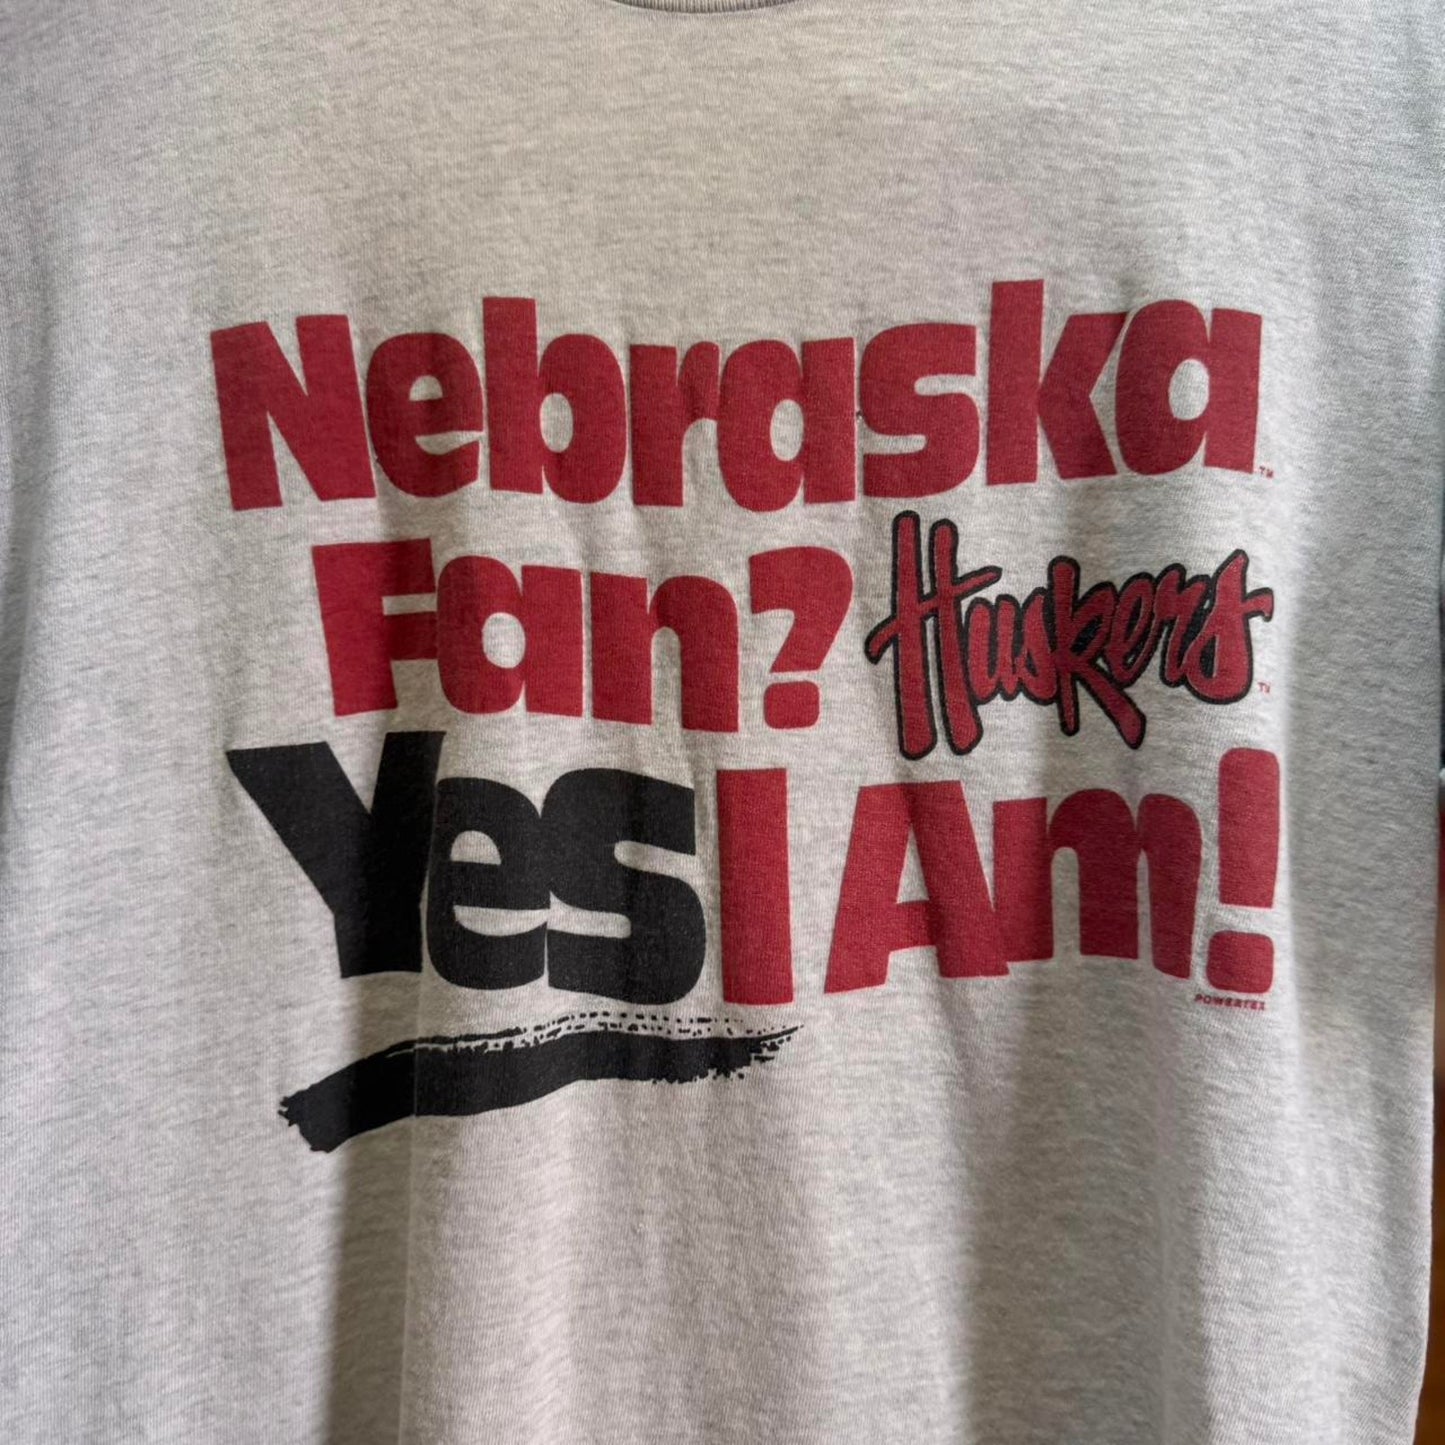 Nebraska™
Fan? Huskers™
Yes I Am!
POWERTEX